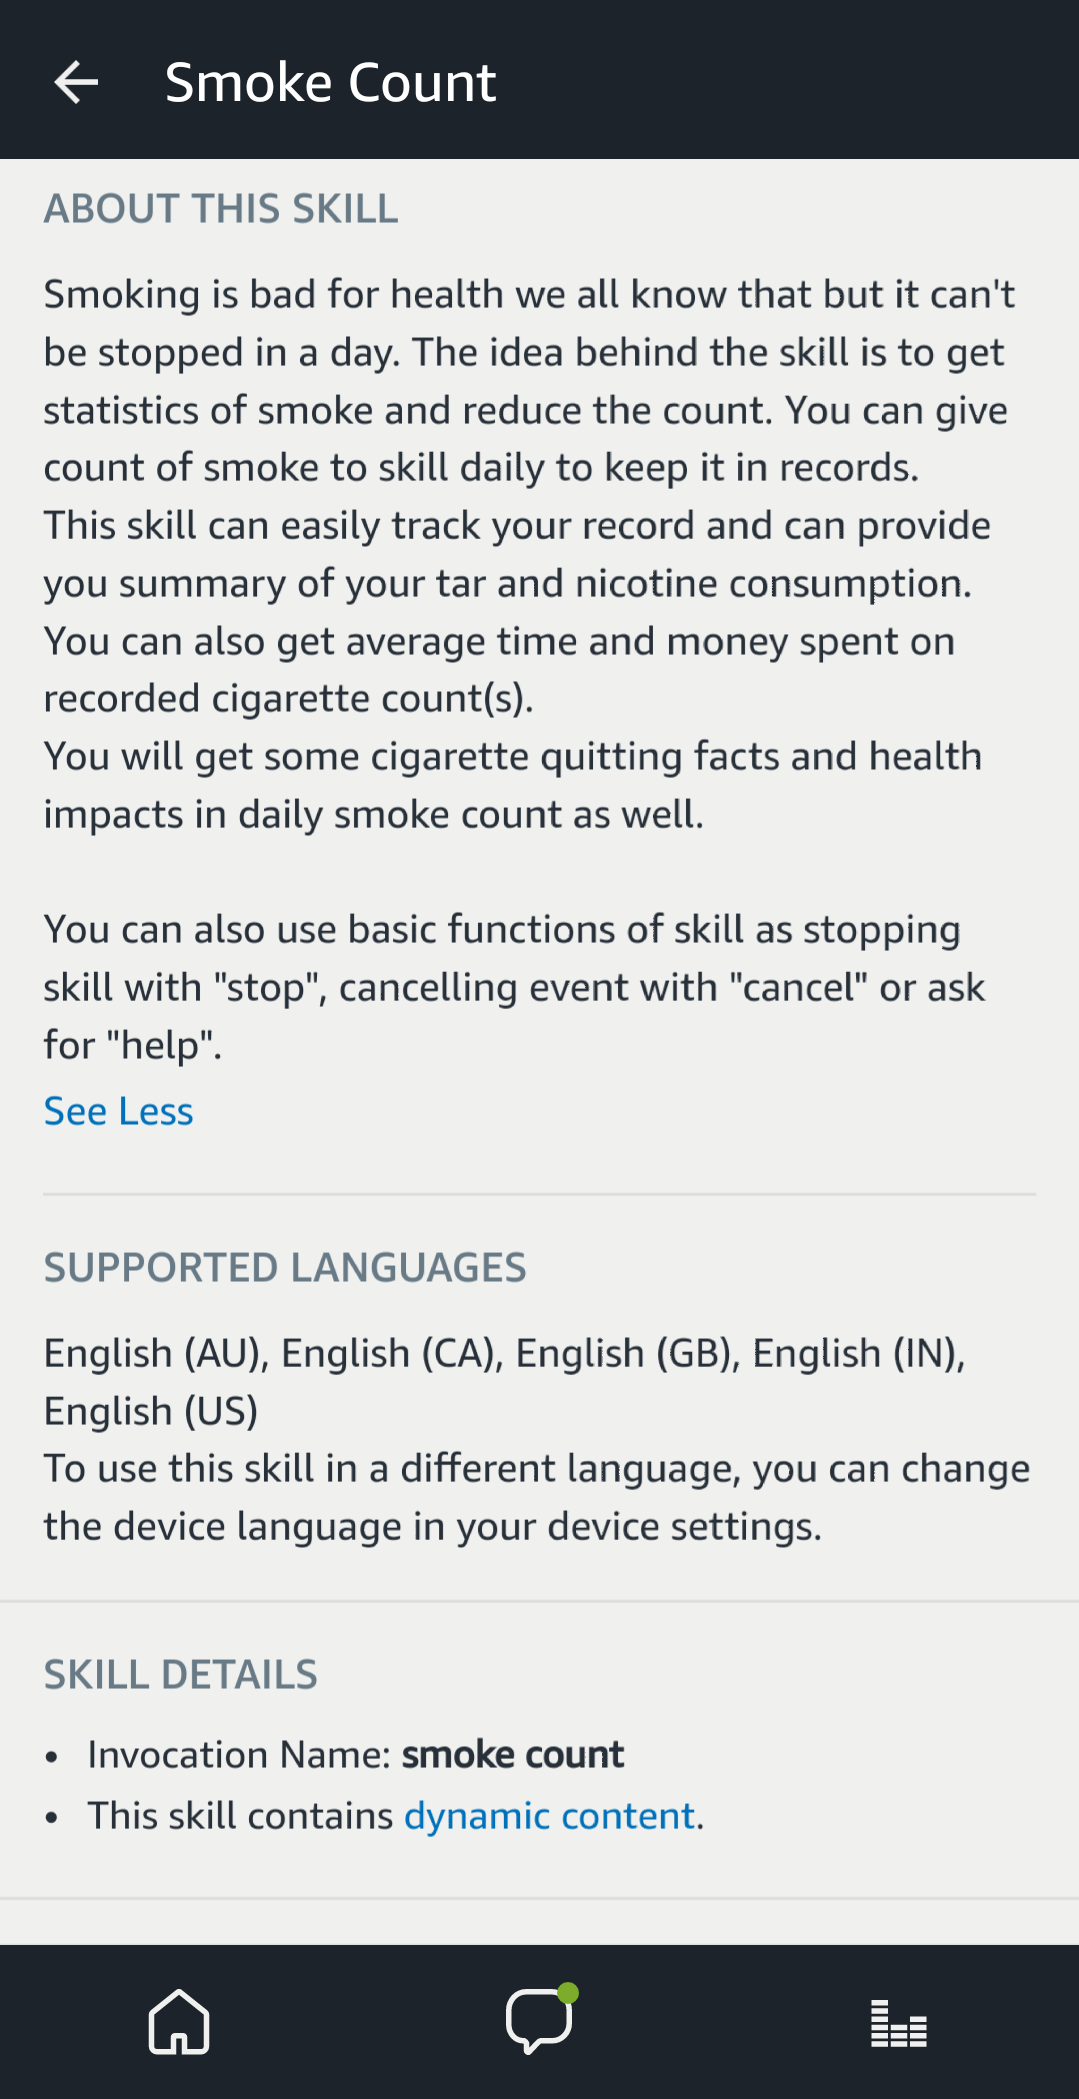 Smoke Count
ABOUT THIS SKILL
Smoking is bad for health we all know that but it can't
be stopped in a day. The idea behind the skill is to get
statistics of smoke and reduce the count. You can give
count of smoke to skill daily to keep it in records.
This skill can easily track your record and can provide
you summary of your tar and nicotine consumption.
You can also get average time and money spent on
recorded cigarette count(s).
You will get some cigarette quitting facts and health
impacts in daily smoke count as well.
You can also use basic functions of skill as stopping
skill with "stop", cancelling event with "cancel" or ask
for "help".
See Less
SUPPORTED LANGUAGES
English (AU), English (CA), English (GB), English (IN),
English (US)
To use this skill in a different language, you can change
the device language in your device settings.
SKILL DETAILS
• Invocation Name: smoke count
• This skill contains dynamic content.